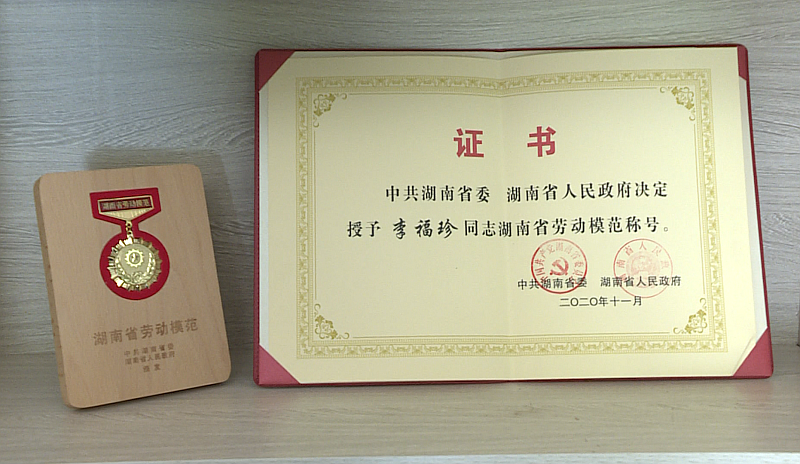 湖南省劳动模范
湖南省劳动模范
中共湖南省委
湖南省人民政府
颁发
证书
中共湖南省委 湖南省人民政府决定
授予李福珍同志湖南省劳动模范称号。
中共湖南省委 湖南省人民政府
二〇二〇年十一月